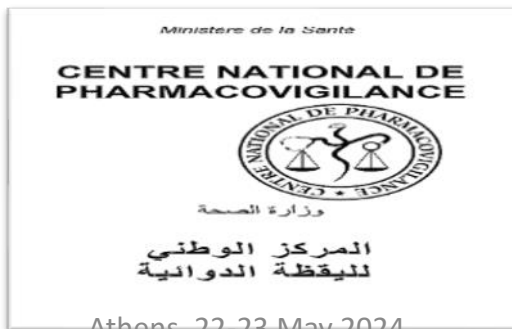 Ministère de la Santé
CENTRE NATIONAL DE
PHARMACOVIGILANCE
CENTRE NATIONAL DE PHARMACOVIGILANCE
وزارة الصحة
المركز الوطني
لليقظة الدوائية
Athens, 22-23 May 2024